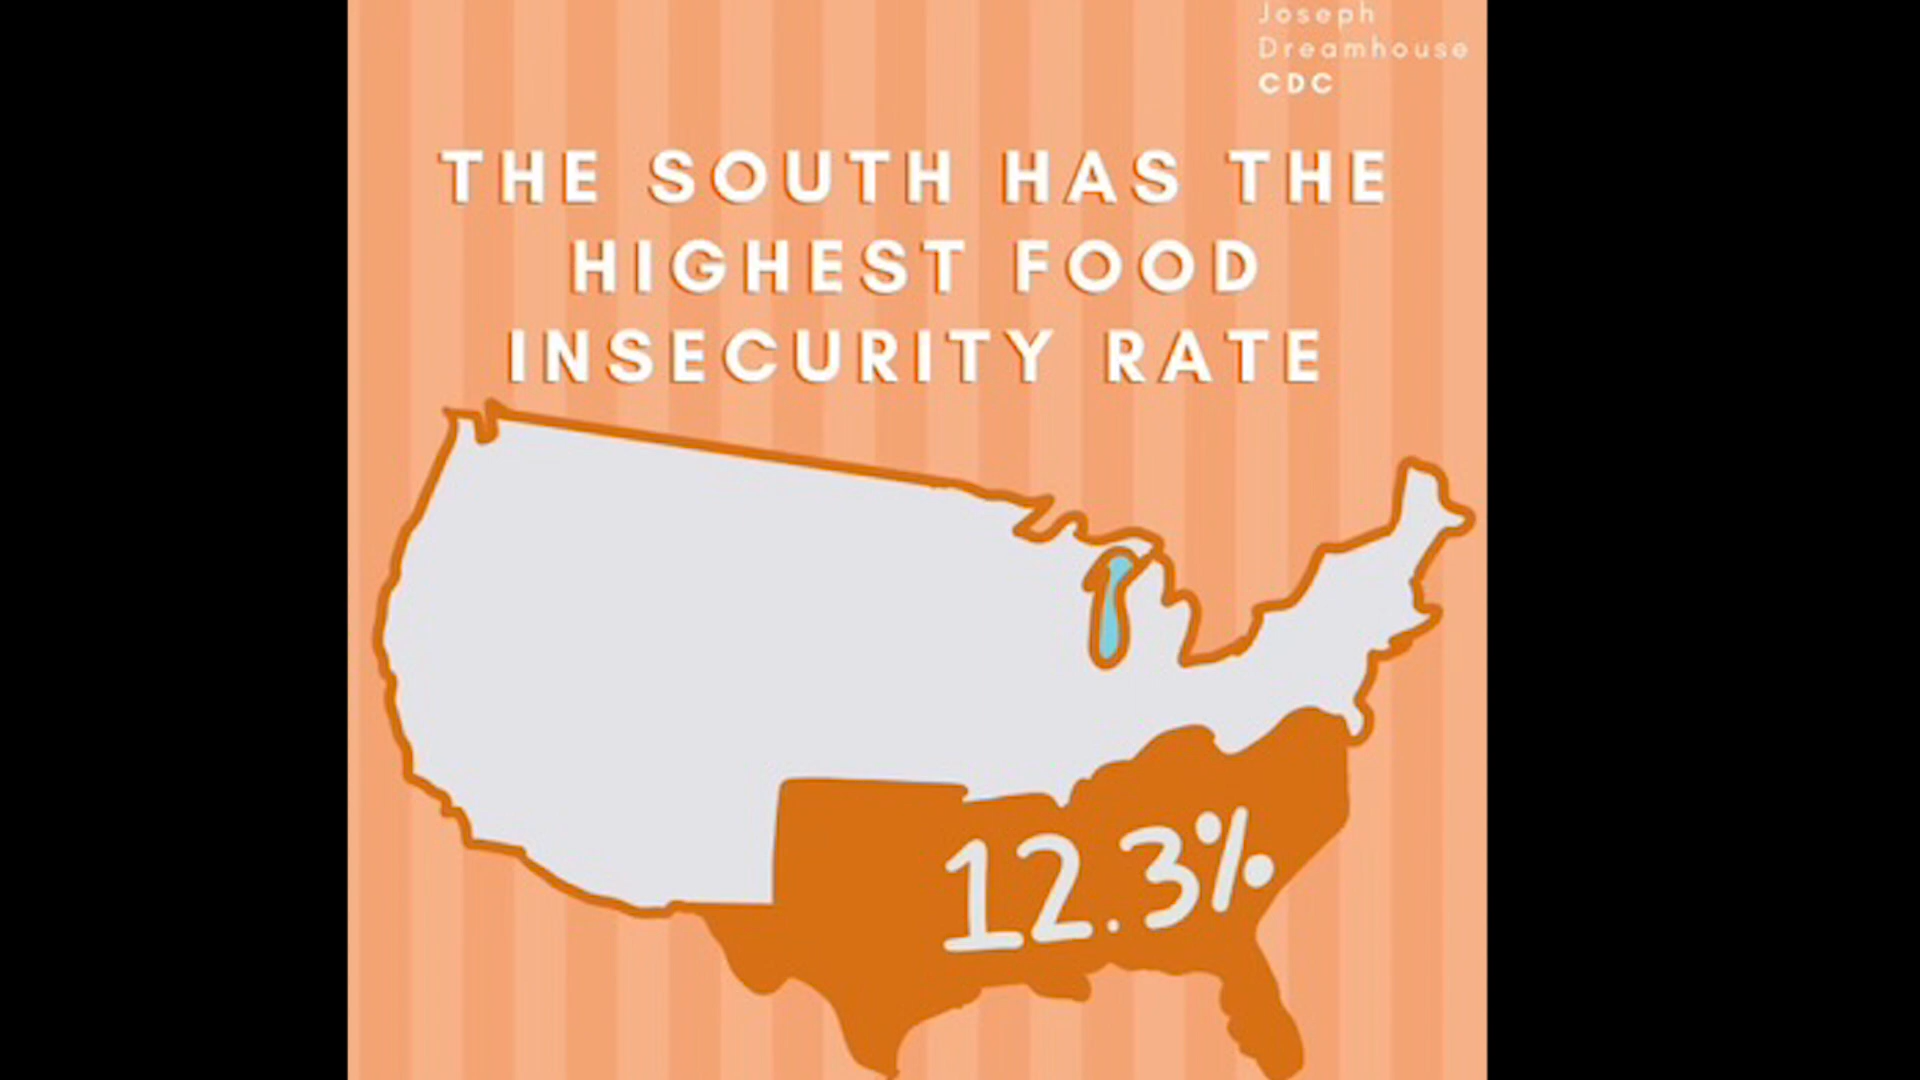 Joseph
Dreamhouse
CDC
THE SOUTH HAS THE
HIGHEST FOOD
INSECURITY RATE
12.3%